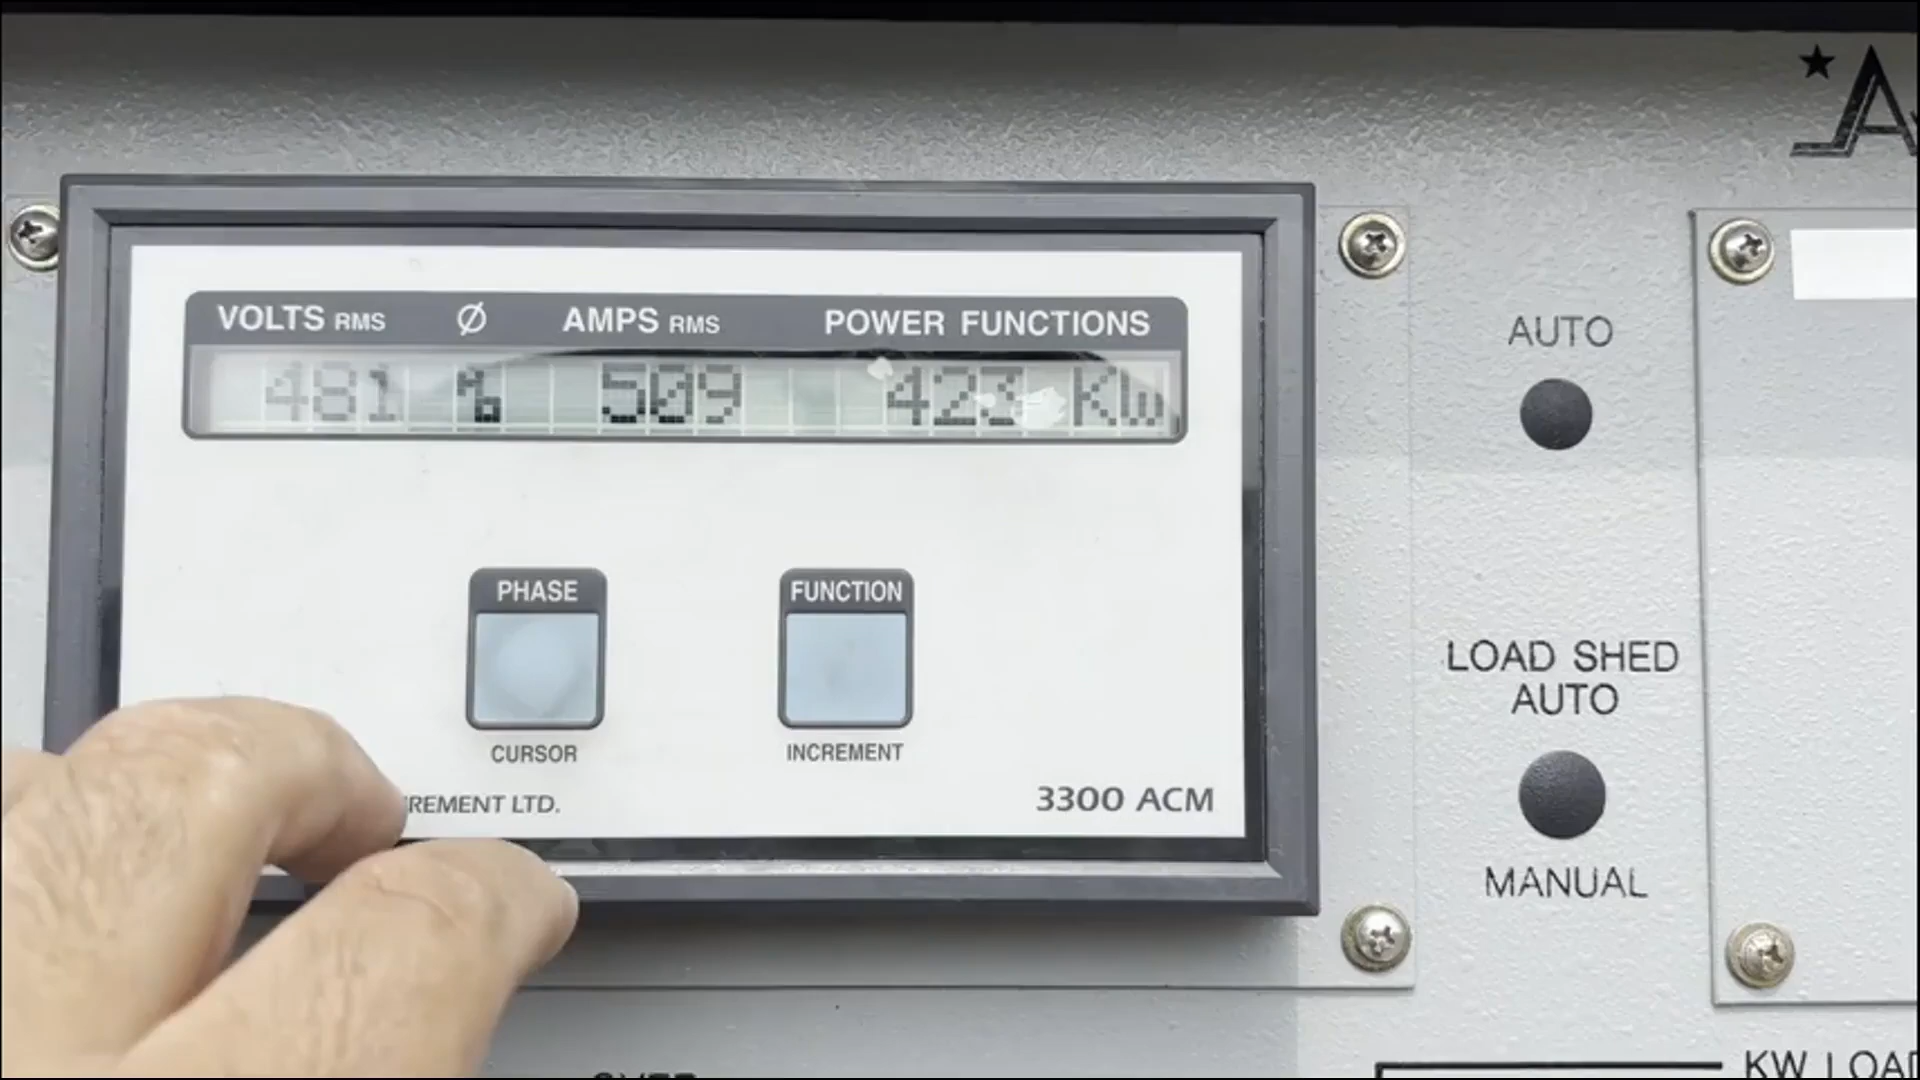 VOLTS RMS Ø AMPS RMS POWER FUNCTIONS
481 509 423 KW
PHASE FUNCTION
CURSOR INCREMENT
REMENT LTD. 3300 ACM
AUTO
LOAD SHED
AUTO
MANUAL
OVER
KW LOA